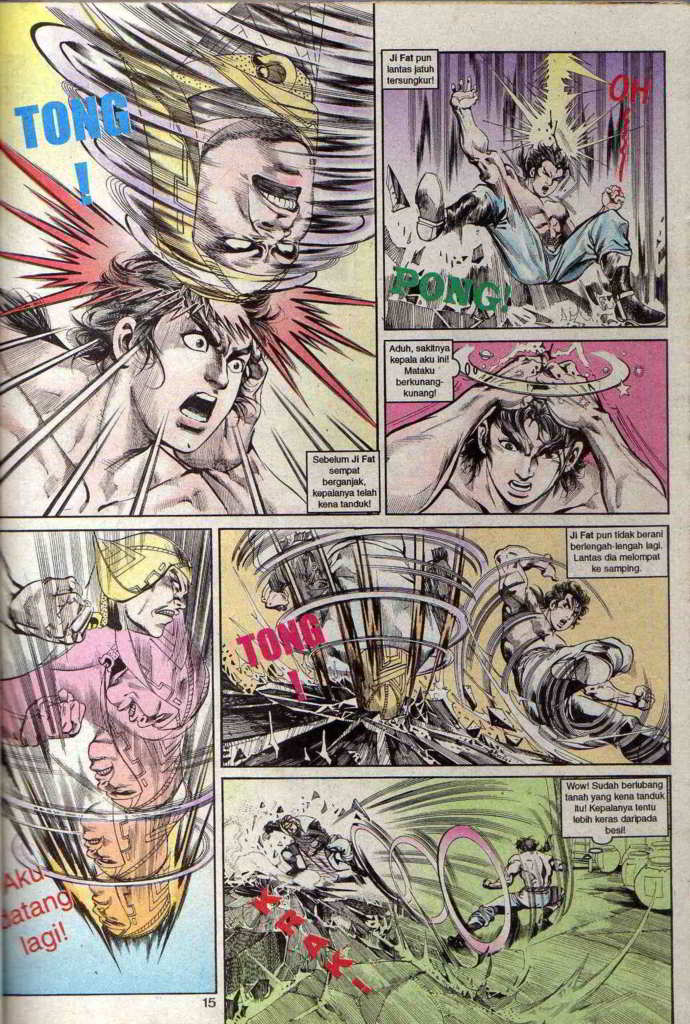 TONG
!
Sebelum Ji Fat
sempat
berganjak,
kepalanya telah
kena tanduk!
Ji Fat pun
lantas jatuh
tersungkur!
OH
PONG!
Aduh, sakitnya
kepala aku ini!
Mataku
berkunang-
kunang!
Aku
datang
lagi!
Ji Fat pun tidak berani
berlengah-lengah lagi.
Lantas dia melompat
ke samping.
TONG
!
Wow! Sudah berlubang
tanah yang kena tanduk
itu! Kepalanya tentu
lebih keras daripada
besi!
KRAK!
15